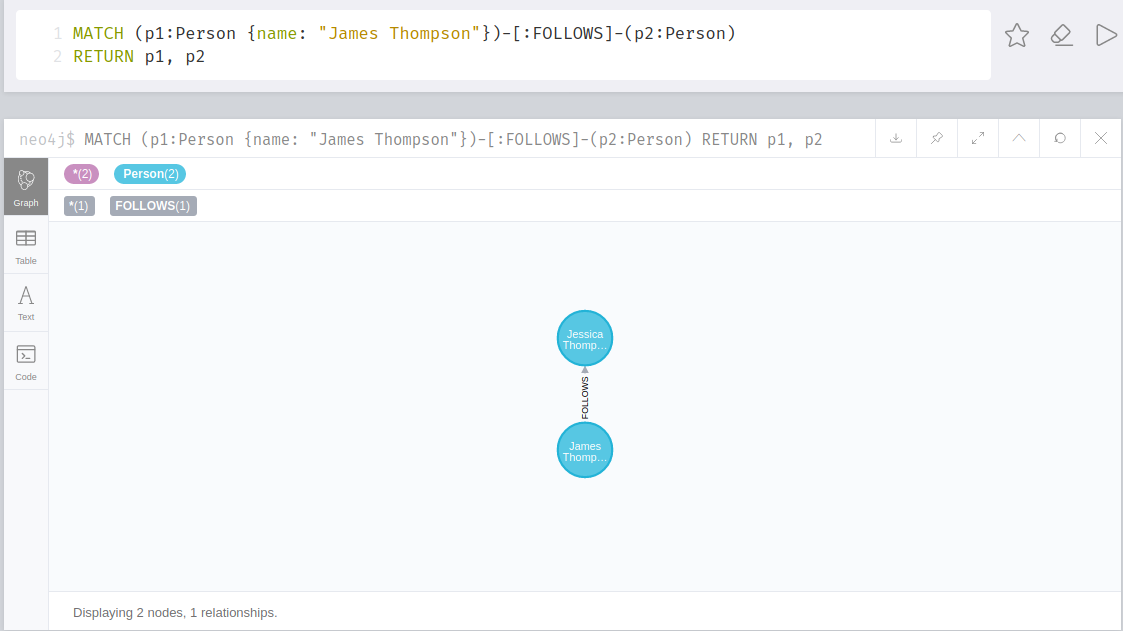 1 MATCH (p1:Person {name: "James Thompson"})-[:FOLLOWS]-(p2:Person)
2 RETURN p1, p2
neo4j$ MATCH (p1:Person {name: "James Thompson"})-[:FOLLOWS]-(p2:Person) RETURN p1, p2
Graph
*(2) Person(2)
*(1) FOLLOWS(1)
Table
A
Text
Code
Jessica
Thomp...
FOLLOWS
James
Thomp...
Displaying 2 nodes, 1 relationships.